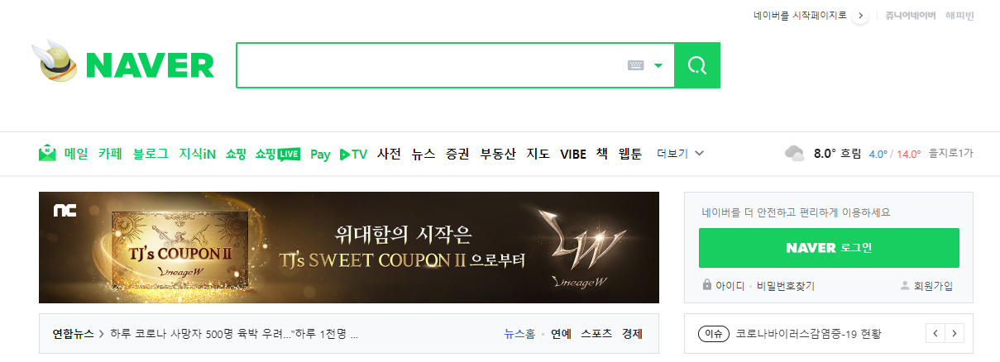 네이버를 시작페이지로 쥬니어네이버 해피빈
NAVER
메일 카페 블로그 지식iN 쇼핑 쇼핑LIVE Pay TV 사전 뉴스 증권 부동산 지도 VIBE 책 웹툰 더보기 8.0° 흐림 4.0° / 14.0° 을지로1가
nc
TJ's COUPON II
LineageW
위대함의 시작은
TJ's SWEET COUPON II 으로부터
LW
LineageW
네이버를 더 안전하고 편리하게 이용하세요
NAVER 로그인
아이디 · 비밀번호찾기 회원가입
연합뉴스 > 하루 코로나 사망자 500명 육박 우려..."하루 1천명 ... 뉴스홈 · 연예 스포츠 경제
이슈 코로나바이러스감염증-19 현황